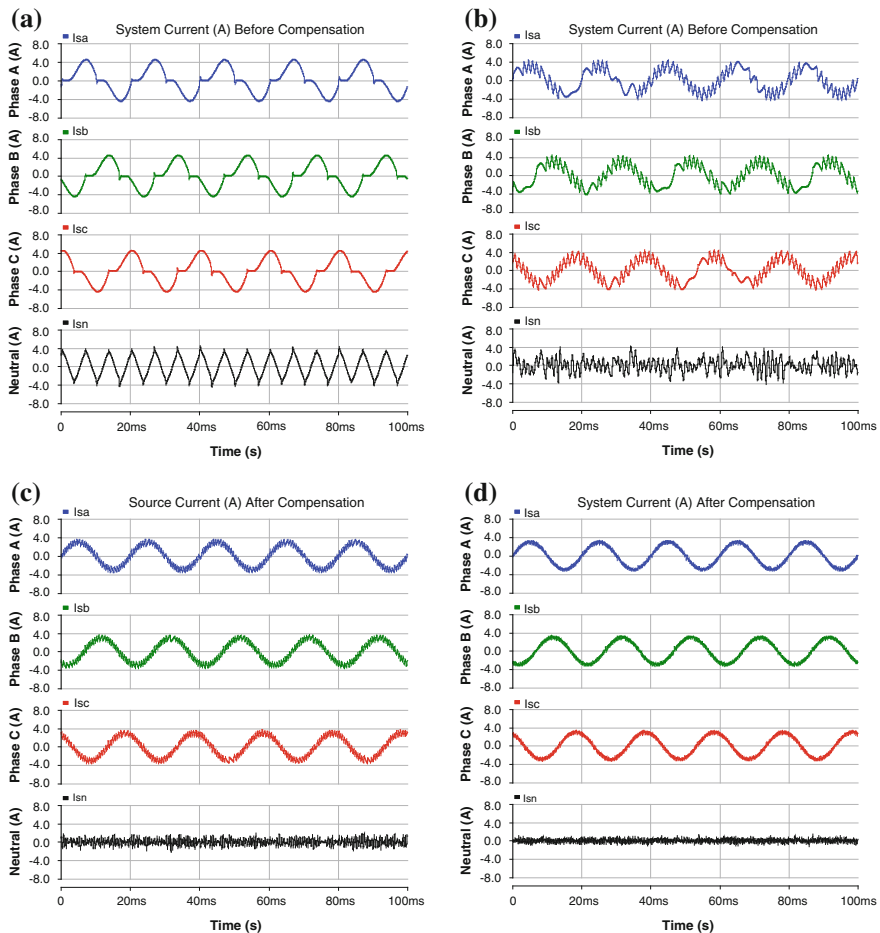 (a)
System Current (A) Before Compensation
Isa
Phase A (A)
8.0
4.0
0.0
-4.0
-8.0
Isb
Phase B (A)
8.0
4.0
0.0
-4.0
-8.0
Isc
Phase C (A)
8.0
4.0
0.0
-4.0
-8.0
Isn
Neutral (A)
8.0
4.0
0.0
-4.0
-8.0
0 20ms 40ms 60ms 80ms 100ms
Time (s)
(b)
System Current (A) Before Compensation
Isa
Phase A (A)
8.0
4.0
0.0
-4.0
-8.0
Isb
Phase B (A)
8.0
4.0
0.0
-4.0
-8.0
Isc
Phase C (A)
8.0
4.0
0.0
-4.0
-8.0
Isn
Neutral (A)
8.0
4.0
0.0
-4.0
-8.0
0 20ms 40ms 60ms 80ms 100ms
Time (s)
(c)
Source Current (A) After Compensation
Isa
Phase A (A)
8.0
4.0
0.0
-4.0
-8.0
Isb
Phase B (A)
8.0
4.0
0.0
-4.0
-8.0
Isc
Phase C (A)
8.0
4.0
0.0
-4.0
-8.0
Isn
Neutral (A)
8.0
4.0
0.0
-4.0
-8.0
0 20ms 40ms 60ms 80ms 100ms
Time (s)
(d)
System Current (A) After Compensation
Isa
Phase A (A)
8.0
4.0
0.0
-4.0
-8.0
Isb
Phase B (A)
8.0
4.0
0.0
-4.0
-8.0
Isc
Phase C (A)
8.0
4.0
0.0
-4.0
-8.0
Isn
Neutral (A)
8.0
4.0
0.0
-4.0
-8.0
0 20ms 40ms 60ms 80ms 100ms
Time (s)